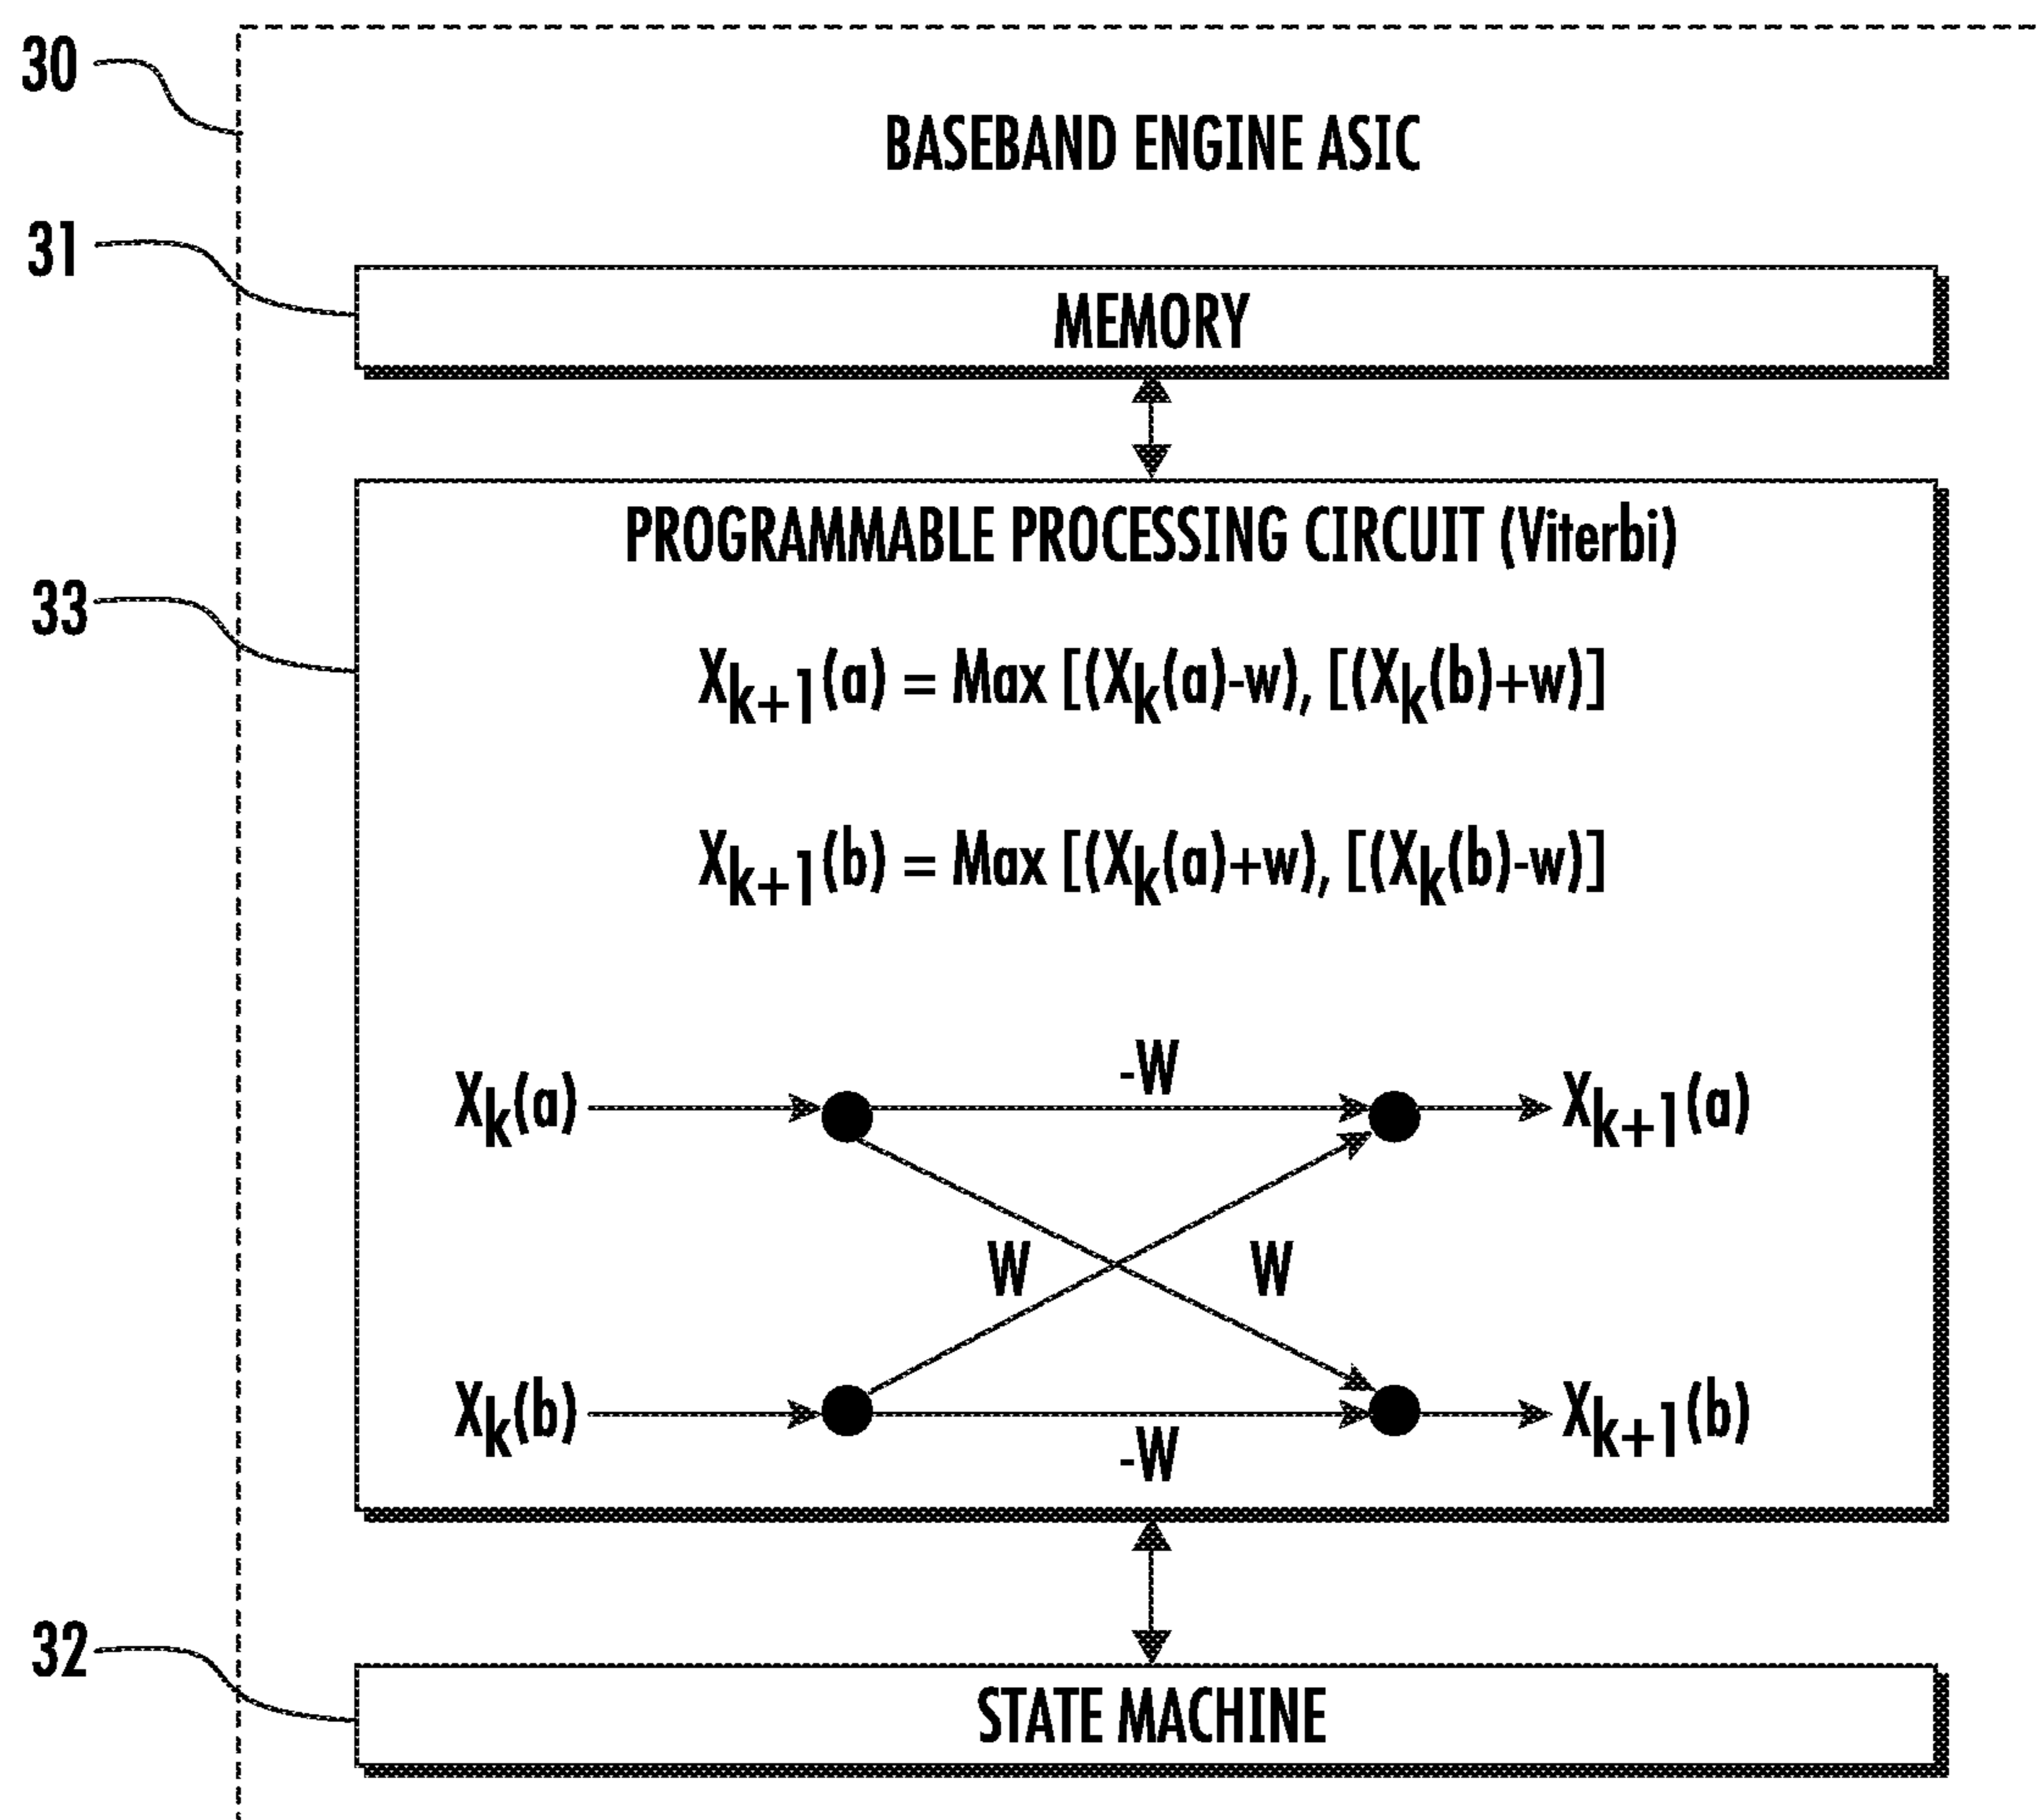 30
BASEBAND ENGINE ASIC
31
MEMORY
PROGRAMMABLE PROCESSING CIRCUIT (Viterbi)
33
Xk+1(a) = Max [(Xk(a)-w), [(Xk(b)+w)]
Xk+1(b) = Max [(Xk(a)+w), [(Xk(b)-w)]
-W
Xk(a)
Xk+1(a)
W
W
Xk(b)
Xk+1(b)
-W
32
STATE MACHINE